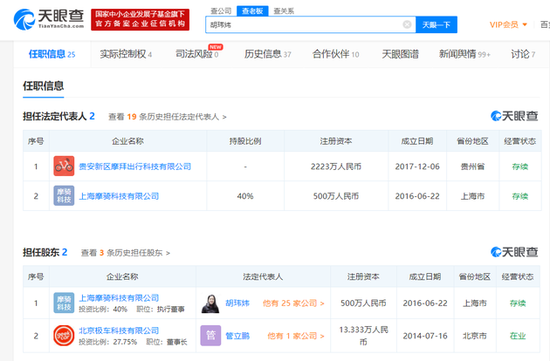 天眼查
TianYanCha.com
国家中小企业发展子基金旗下
官方备案企业征信机构
查公司 查老板 查关系
胡玮炜
天眼一下
VIP会员
任职信息 25
实际控制权 4
司法风险 0
NEW
历史信息 37
合作伙伴 10
天眼图谱
新闻舆情 99+
讨论 7
任职信息
担任法定代表人 2 查看 19 条历史担任法定代表人 >
天眼查
序号 企业名称 持股比例 注册资本 成立日期 省份地区 经营状态
1 贵安新区摩拜出行科技有限公司 - 2223万人民币 2017-12-06 贵州省 存续
2 摩骑科技 上海摩骑科技有限公司 40% 500万人民币 2016-06-22 上海市 存续
担任股东 2 查看 3 条历史担任股东 >
天眼查
序号 企业名称 法定代表人 注册资本 成立日期 省份地区 经营状态
1 摩骑科技 上海摩骑科技有限公司 胡玮炜 他有 25 家公司 > 500万人民币 2016-06-22 上海市 存续
投资比例: 40% 职位: 执行董事
2 北京极车科技有限公司 管 管立鹏 他有 1 家公司 > 13.333万人民币 2014-07-16 北京市 在业
投资比例: 27.75% 职位: 董事长